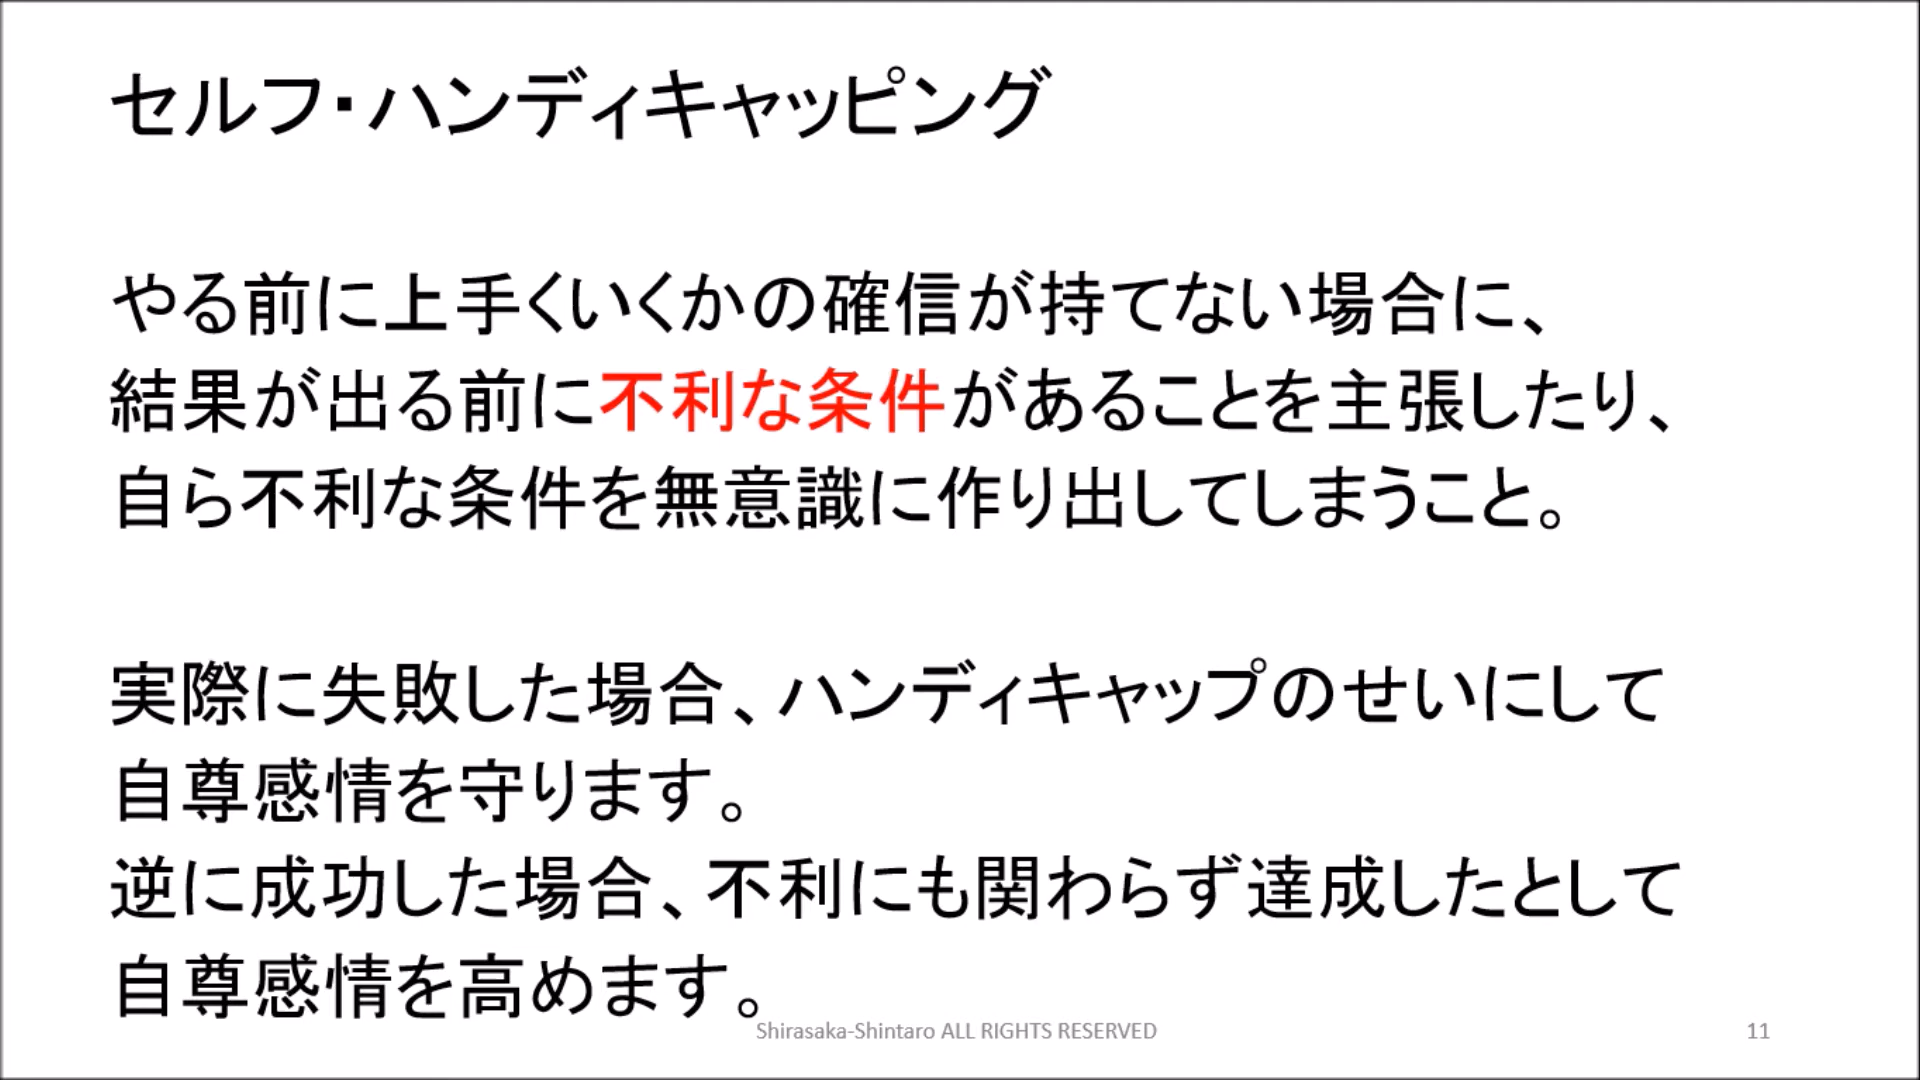 セルフ・ハンディキャッピング
やる前に上手くいくかの確信が持てない場合に、
結果が出る前に不利な条件があることを主張したり、
自ら不利な条件を無意識に作り出してしまうこと。
実際に失敗した場合、ハンディキャップのせいにして
自尊感情を守ります。
逆に成功した場合、不利にも関わらず達成したとして
自尊感情を高めます。
Shirasaka-Shintaro ALL RIGHTS RESERVED
11